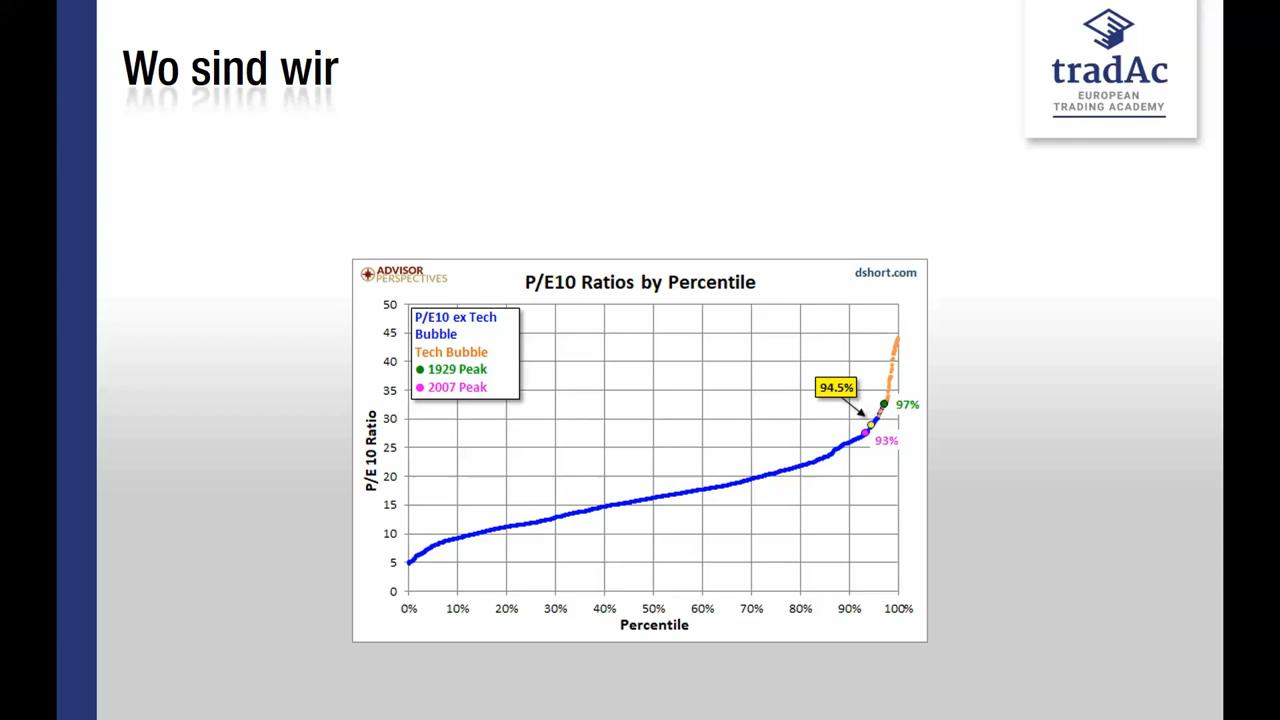 Wo sind wir
tradAc
EUROPEAN
TRADING ACADEMY
ADVISOR
PERSPECTIVES
P/E10 Ratios by Percentile
dshort.com
P/E10 ex Tech
Bubble
Tech Bubble
1929 Peak
2007 Peak
50
45
40
35
30
25
20
15
10
5
0
P/E 10 Ratio
94.5%
97%
93%
0% 10% 20% 30% 40% 50% 60% 70% 80% 90% 100%
Percentile